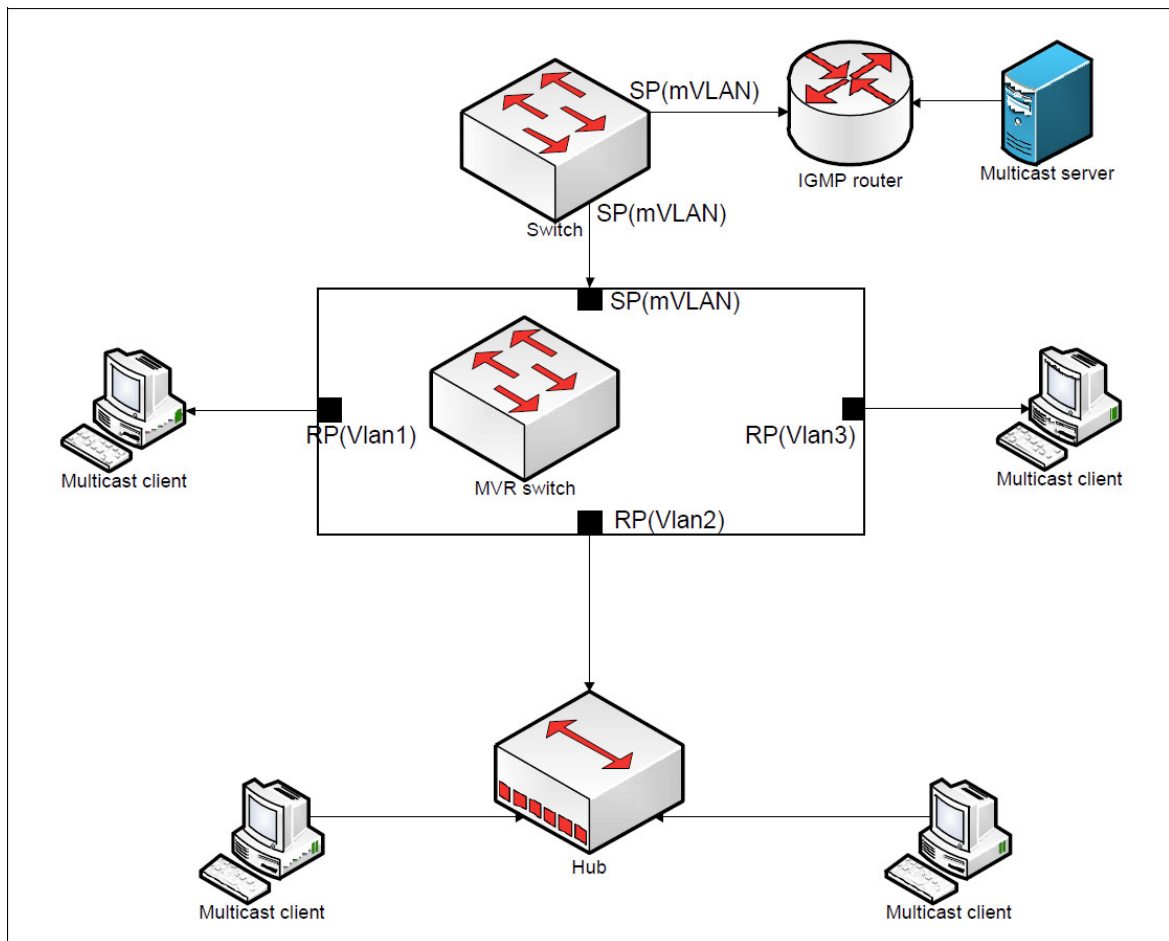 SP(mVLAN)
IGMP router
Multicast server
Switch
SP(mVLAN)
SP(mVLAN)
RP(Vlan1)
RP(Vlan3)
Multicast client
MVR switch
Multicast client
RP(Vlan2)
Hub
Multicast client
Multicast client